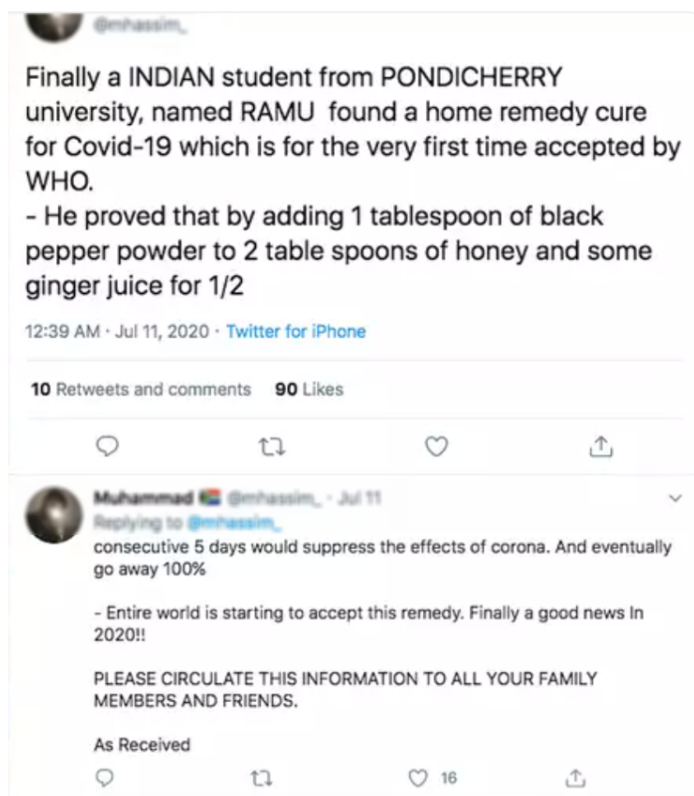 @mhassim_
Finally a INDIAN student from PONDICHERRY
university, named RAMU found a home remedy cure
for Covid-19 which is for the very first time accepted by
WHO.
- He proved that by adding 1 tablespoon of black
pepper powder to 2 table spoons of honey and some
ginger juice for 1/2
12:39 AM · Jul 11, 2020 · Twitter for iPhone
10 Retweets and comments 90 Likes
Muhammad @mhassim_ · Jul 11
Replying to @mhassim_
consecutive 5 days would suppress the effects of corona. And eventually
go away 100%
- Entire world is starting to accept this remedy. Finally a good news In
2020!!
PLEASE CIRCULATE THIS INFORMATION TO ALL YOUR FAMILY
MEMBERS AND FRIENDS.
As Received
16